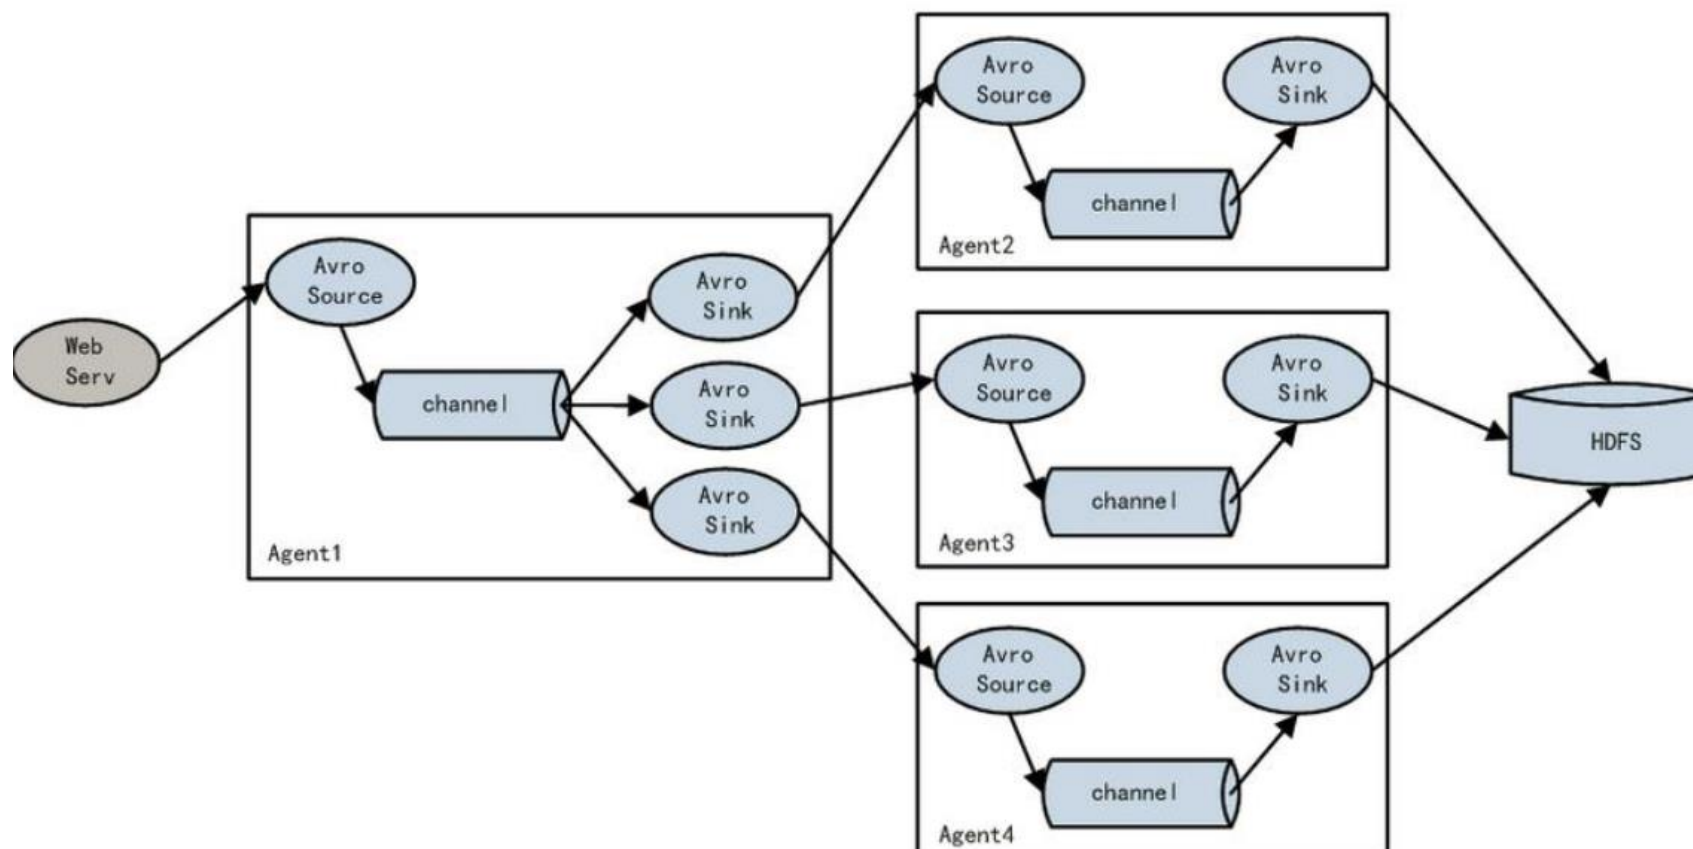 Web
Serv
Avro
Source
channel
Avro
Sink
Avro
Sink
Avro
Sink
Agent1
Avro
Source
channel
Avro
Sink
Agent2
Avro
Source
channel
Avro
Sink
Agent3
Avro
Source
channel
Avro
Sink
Agent4
HDFS